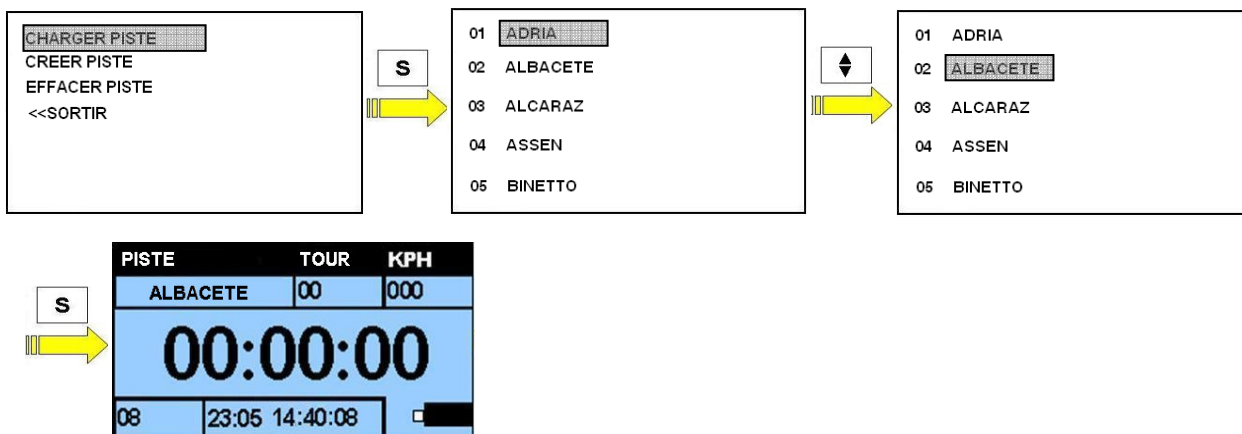 CHARGER PISTE
CREER PISTE
EFFACER PISTE
<<SORTIR
S
01 ADRIA
02 ALBACETE
03 ALCARAZ
04 ASSEN
05 BINETTO
01 ADRIA
02 ALBACETE
03 ALCARAZ
04 ASSEN
05 BINETTO
S
PISTE TOUR KPH
ALBACETE 00 000
00:00:00
08 23:05 14:40:08